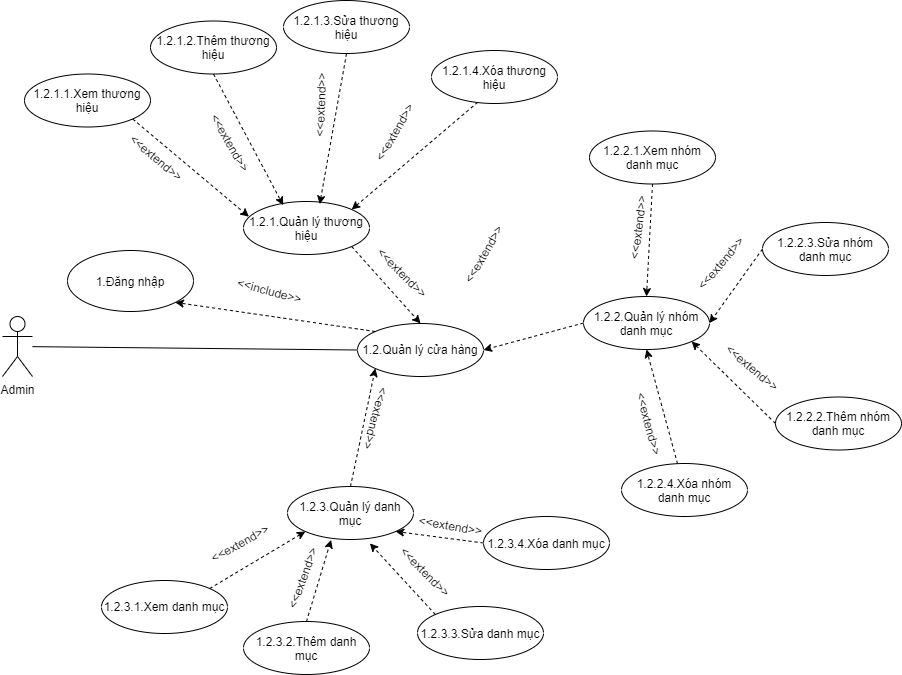 1.2.1.3.Sửa thương
hiệu
1.2.1.2.Thêm thương
hiệu
1.2.1.4.Xóa thương
hiệu
1.2.1.1.Xem thương
hiệu
<<extend>>
<<extend>>
<<extend>>
<<extend>>
1.2.2.1.Xem nhóm
danh mục
1.2.1.Quản lý thương
hiệu
<<extend>>
<<extend>>
<<extend>>
1.2.2.3.Sửa nhóm
danh mục
<<extend>>
1.Đăng nhập
<<include>>
1.2.2.Quản lý nhóm
danh mục
1.2.Quản lý cửa hàng
Admin
<<extend>>
<<extend>>
1.2.2.2.Thêm nhóm
danh mục
<<extend>>
1.2.2.4.Xóa nhóm
danh mục
1.2.3.Quản lý danh
mục
<<extend>>
<<extend>>
1.2.3.4.Xóa danh mục
<<extend>>
<<extend>>
1.2.3.1.Xem danh mục
1.2.3.2.Thêm danh
mục
1.2.3.3.Sửa danh mục